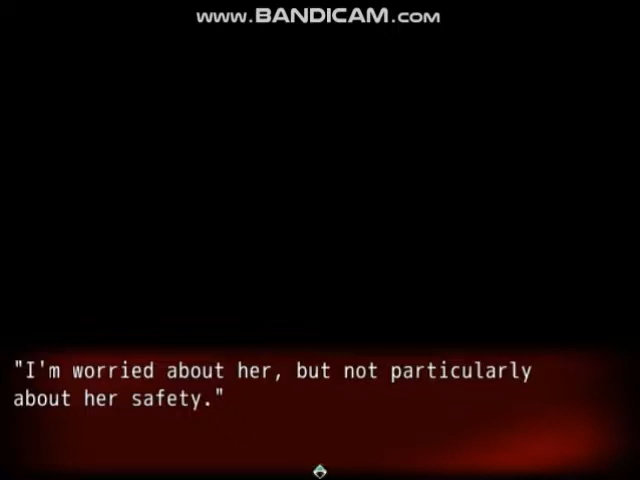 www.BANDICAM.com
"I'm worried about her, but not particularly
about her safety."